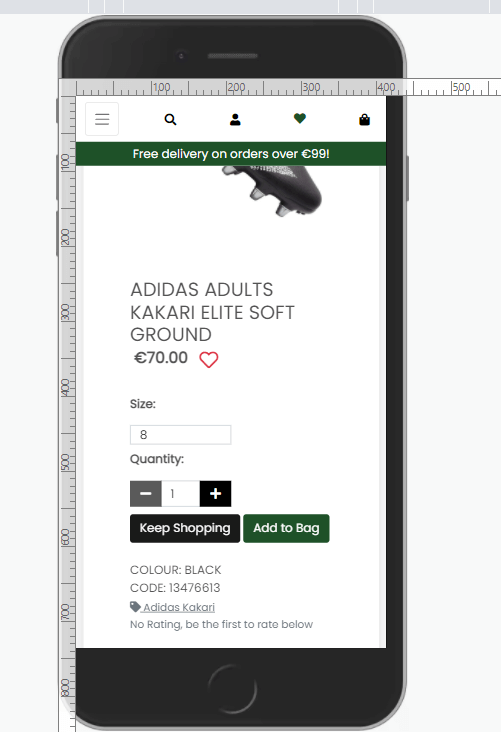 100 200 300 400 500
Free delivery on orders over €99!
100
200
300
400
500
600
700
800
ADIDAS ADULTS
KAKARI ELITE SOFT
GROUND
€70.00
Size:
8
Quantity:
1
Keep Shopping Add to Bag
COLOUR: BLACK
CODE: 13476613
Adidas Kakari
No Rating, be the first to rate below